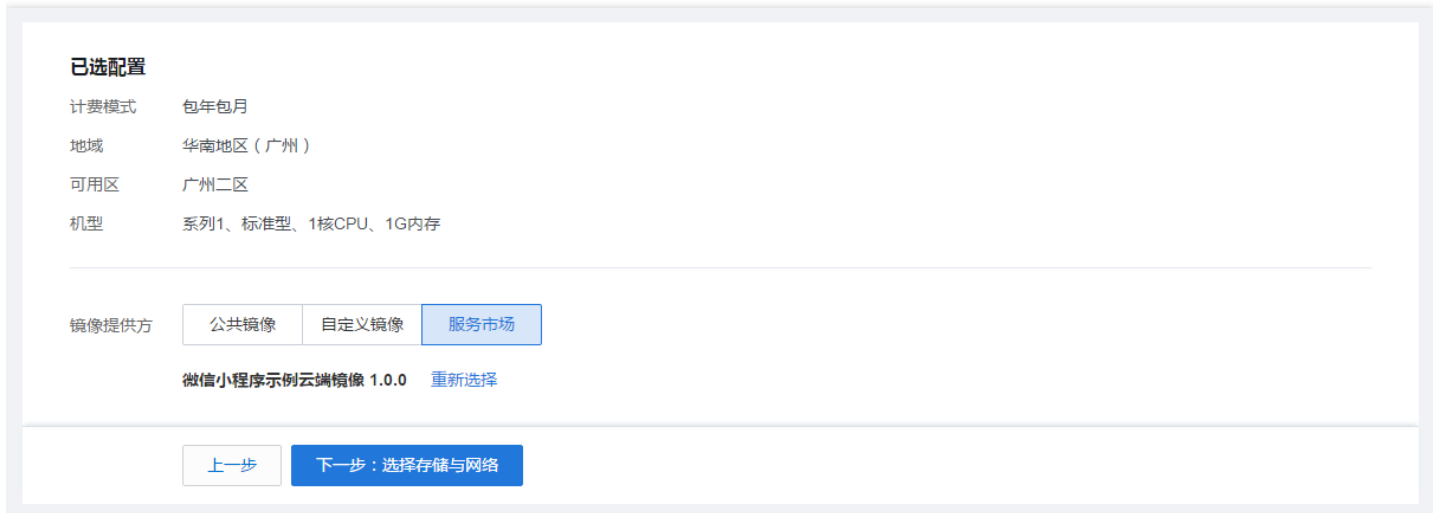 已选配置
计费模式 包年包月
地域 华南地区（广州）
可用区 广州二区
机型 系列1、标准型、1核CPU、1G内存
镜像提供方 公共镜像 自定义镜像 服务市场
微信小程序示例云端镜像 1.0.0 重新选择
上一步 下一步：选择存储与网络